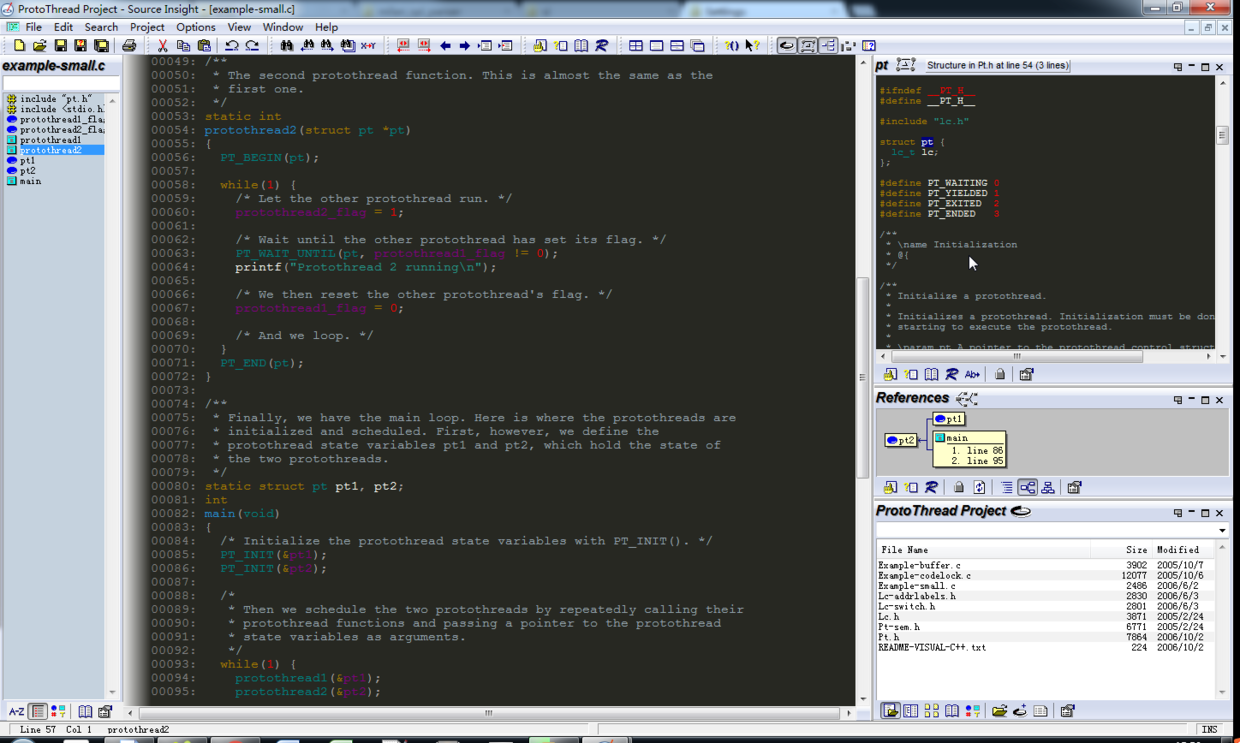 ProtoThread Project - Source Insight - [example-small.c]
File Edit Search Project Options View Window Help
example-small.c
include "pt.h"
include <stdio.h
protothread1_fla
protothread2_fla
protothread1
protothread2
pt1
pt2
main
00049: /**
00050: * The second protothread function. This is almost the same as the
00051: * first one.
00052: */
00053: static int
00054: protothread2(struct pt *pt)
00055: {
00056: PT_BEGIN(pt);
00057:
00058: while(1) {
00059: /* Let the other protothread run. */
00060: protothread2_flag = 1;
00061:
00062: /* Wait until the other protothread has set its flag. */
00063: PT_WAIT_UNTIL(pt, protothread1_flag != 0);
00064: printf("Protothread 2 running\n");
00065:
00066: /* We then reset the other protothread's flag. */
00067: protothread1_flag = 0;
00068:
00069: /* And we loop. */
00070: }
00071: PT_END(pt);
00072: }
00073:
00074: /**
00075: * Finally, we have the main loop. Here is where the protothreads are
00076: * initialized and scheduled. First, however, we define the
00077: * protothread state variables pt1 and pt2, which hold the state of
00078: * the two protothreads.
00079: */
00080: static struct pt pt1, pt2;
00081: int
00082: main(void)
00083: {
00084: /* Initialize the protothread state variables with PT_INIT(). */
00085: PT_INIT(&pt1);
00086: PT_INIT(&pt2);
00087:
00088: /*
00089: * Then we schedule the two protothreads by repeatedly calling their
00090: * protothread functions and passing a pointer to the protothread
00091: * state variables as arguments.
00092: */
00093: while(1) {
00094: protothread1(&pt1);
00095: protothread2(&pt2);
A-Z
Line 57 Col 1 protothread2
INS
pt Structure in Pt.h at line 54 (3 lines)
#ifndef __PT_H__
#define __PT_H__
#include "lc.h"
struct pt {
lc_t lc;
};
#define PT_WAITING 0
#define PT_YIELDED 1
#define PT_EXITED 2
#define PT_ENDED 3
/**
* \name Initialization
* @{
*/
/**
* Initialize a protothread.
*
* Initializes a protothread. Initialization must be don
* starting to execute the protothread.
*
* \param pt A pointer to the protothread control struct
References
pt1
pt2
main
1. line 86
2. line 95
ProtoThread Project
File Name Size Modified
Example-buffer.c 3902 2005/10/7
Example-codelock.c 12077 2005/10/6
Example-small.c 2486 2006/6/2
Lc-addrlabels.h 2830 2006/6/3
Lc-switch.h 2801 2006/6/3
Lc.h 3871 2005/2/24
Pt-sem.h 6771 2005/2/24
Pt.h 7864 2006/10/2
README-VISUAL-C++.txt 224 2006/10/2